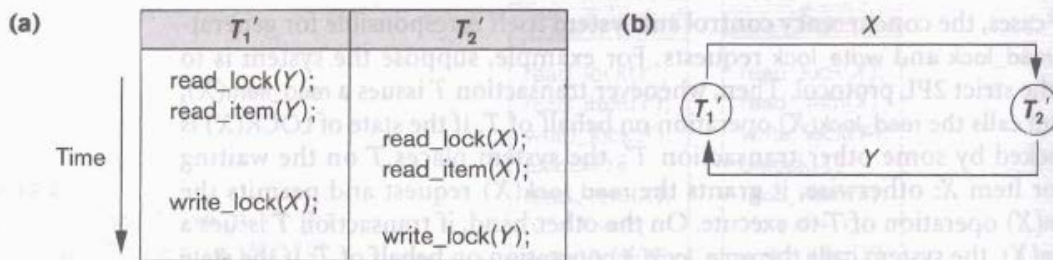 (a)
T₁' T₂'
Time
read_lock(Y);
read_item(Y);
read_lock(X);
read_item(X);
write_lock(X);
write_lock(Y);
(b)
X
T₁' T₂'
Y